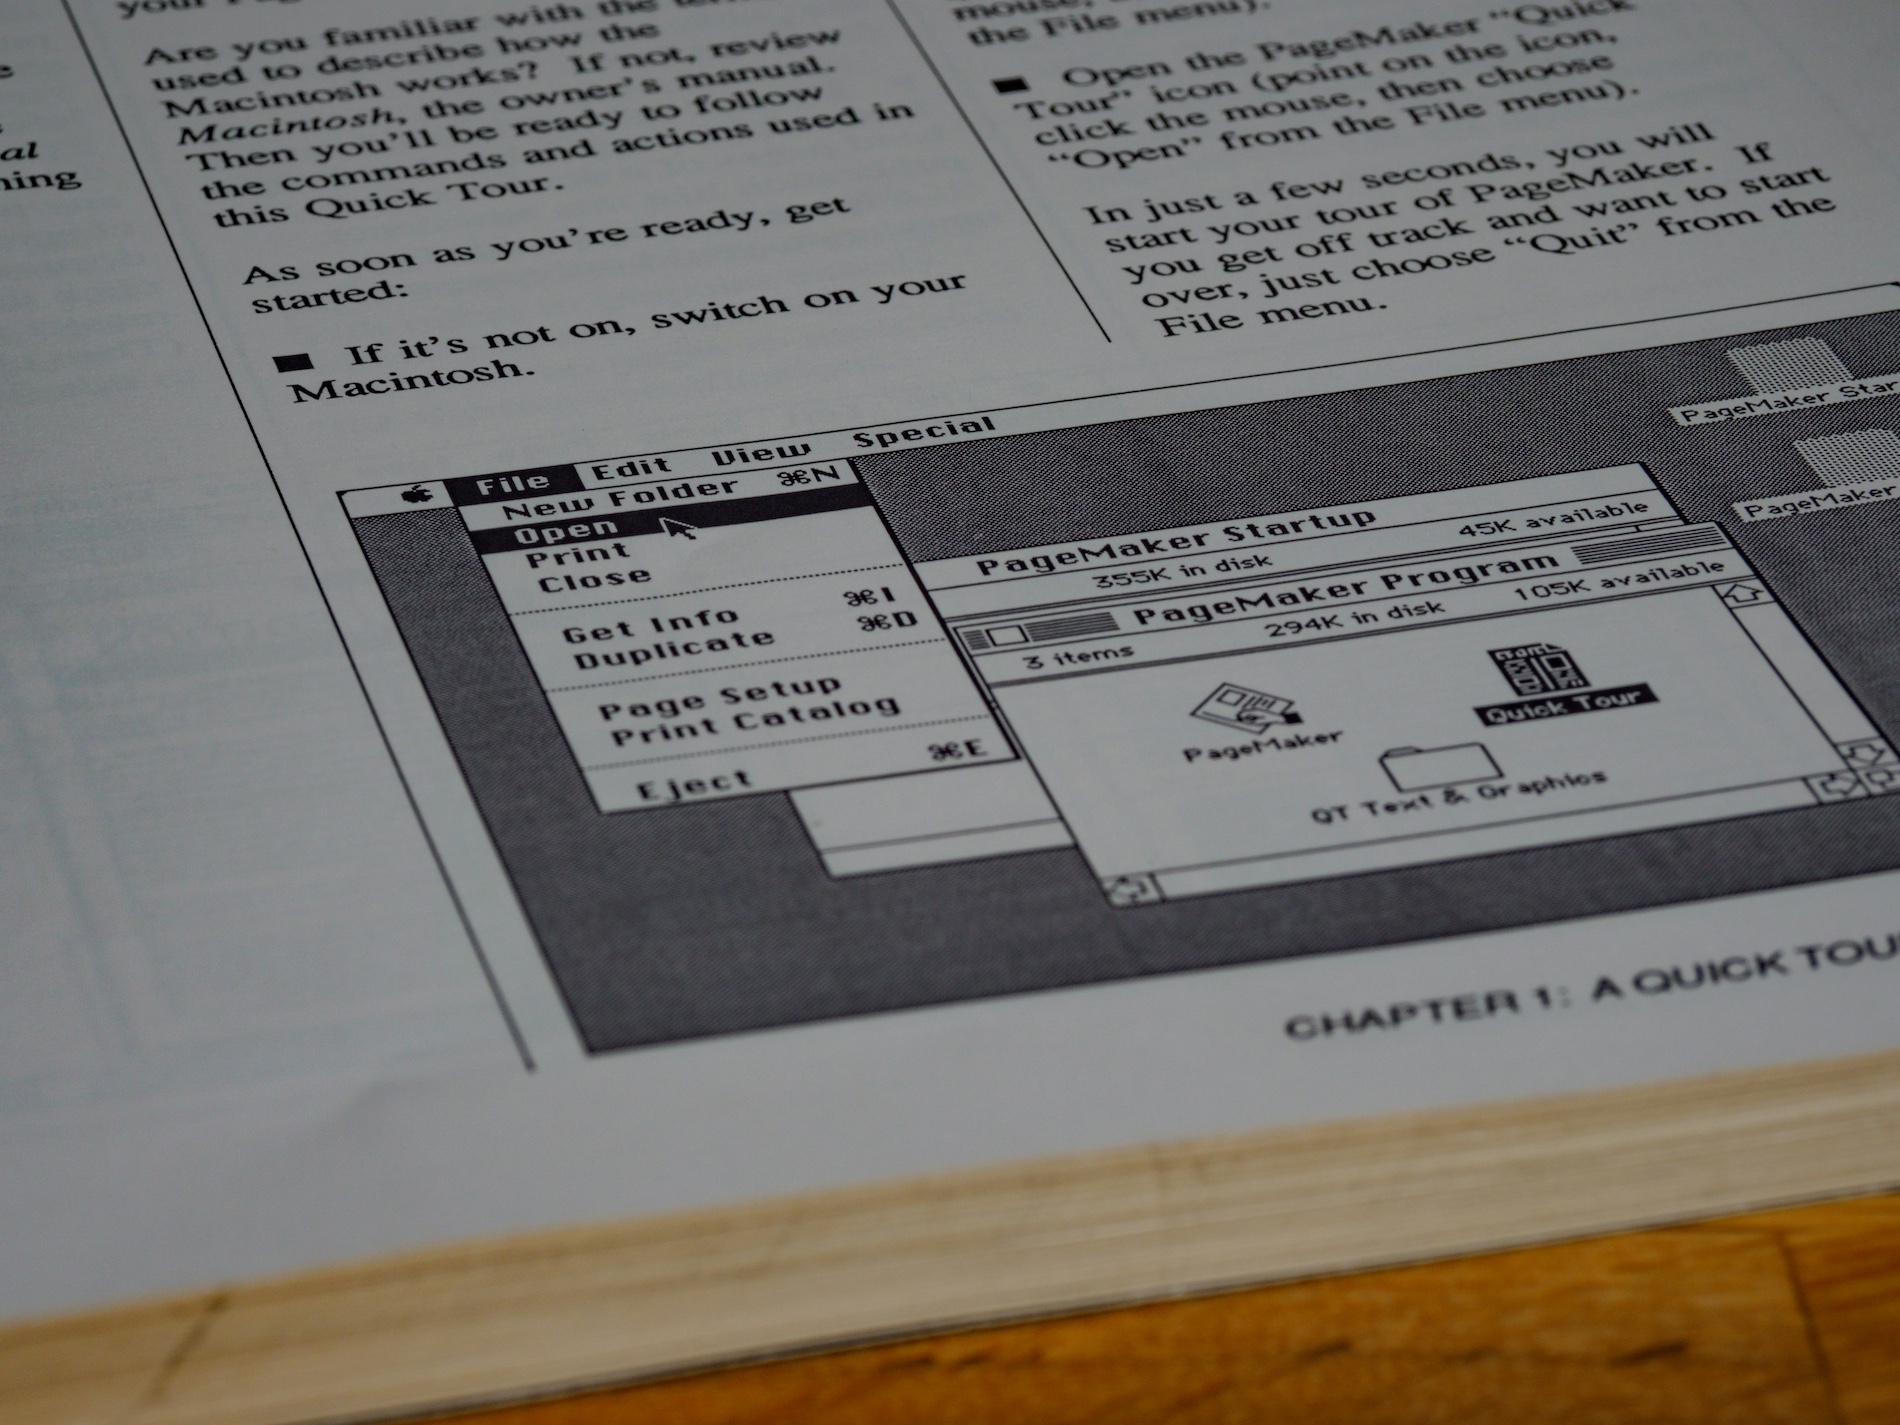 e
al
ning
your
Are you familiar with the
used to describe how the
Macintosh works? If not, review
Macintosh, the owner's manual.
Then you'll be ready to follow
the commands and actions used in
this Quick Tour.
As soon as you're ready, get
started:
■ If it's not on, switch on your
Macintosh.
mouse,
the File menu).
■ Open the PageMaker “Quick
Tour” icon (point on the icon,
click the mouse, then choose
“Open” from the File menu).
In just a few seconds, you will
start your tour of PageMaker. If
you get off track and want to start
over, just choose “Quit” from the
File menu.
File Edit View Special
New Folder ⌘N
Open
Print
Close
Get Info ⌘I
Duplicate ⌘D
Page Setup
Print Catalog
Eject ⌘E
PageMaker Star
PageMaker
PageMaker Startup
355K in disk 45K available
PageMaker Program
3 items 294K in disk 105K available
PageMaker
Quick Tour
QT Text & Graphics
CHAPTER 1: A QUICK TOU